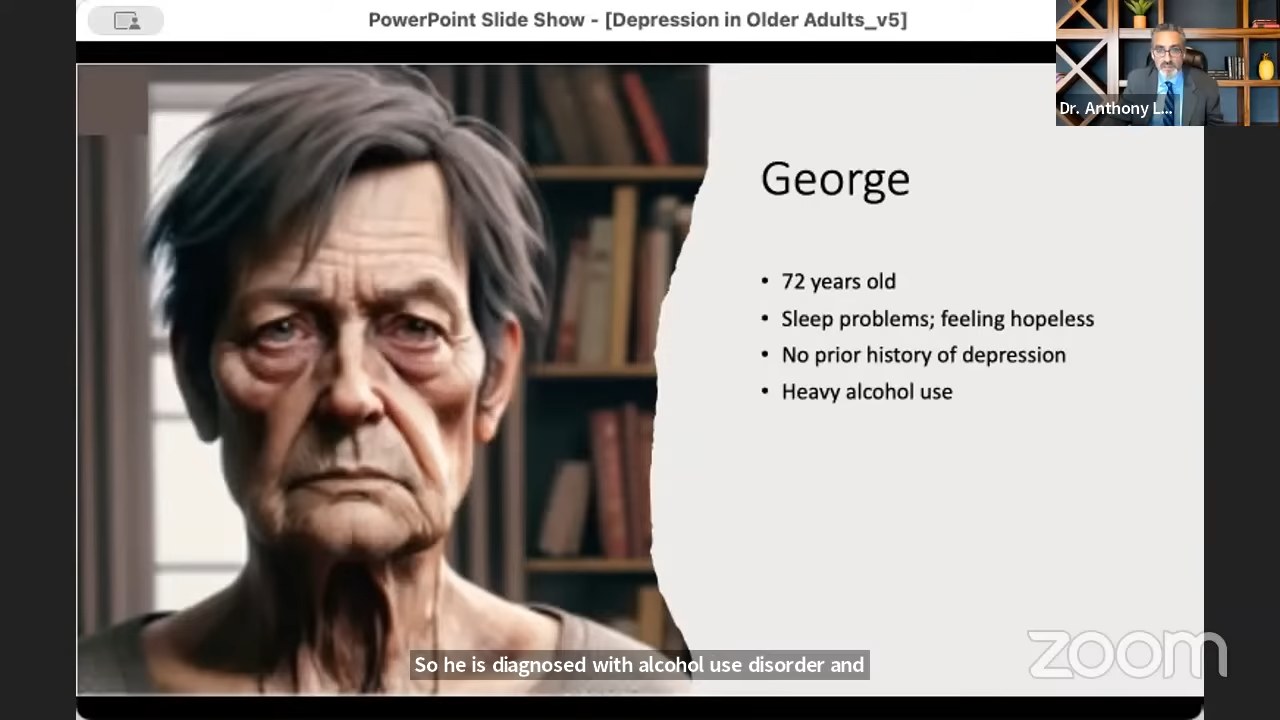 PowerPoint Slide Show - [Depression in Older Adults_v5]
Dr. Anthony L...
George
• 72 years old
• Sleep problems; feeling hopeless
• No prior history of depression
• Heavy alcohol use
So he is diagnosed with alcohol use disorder and
zoom